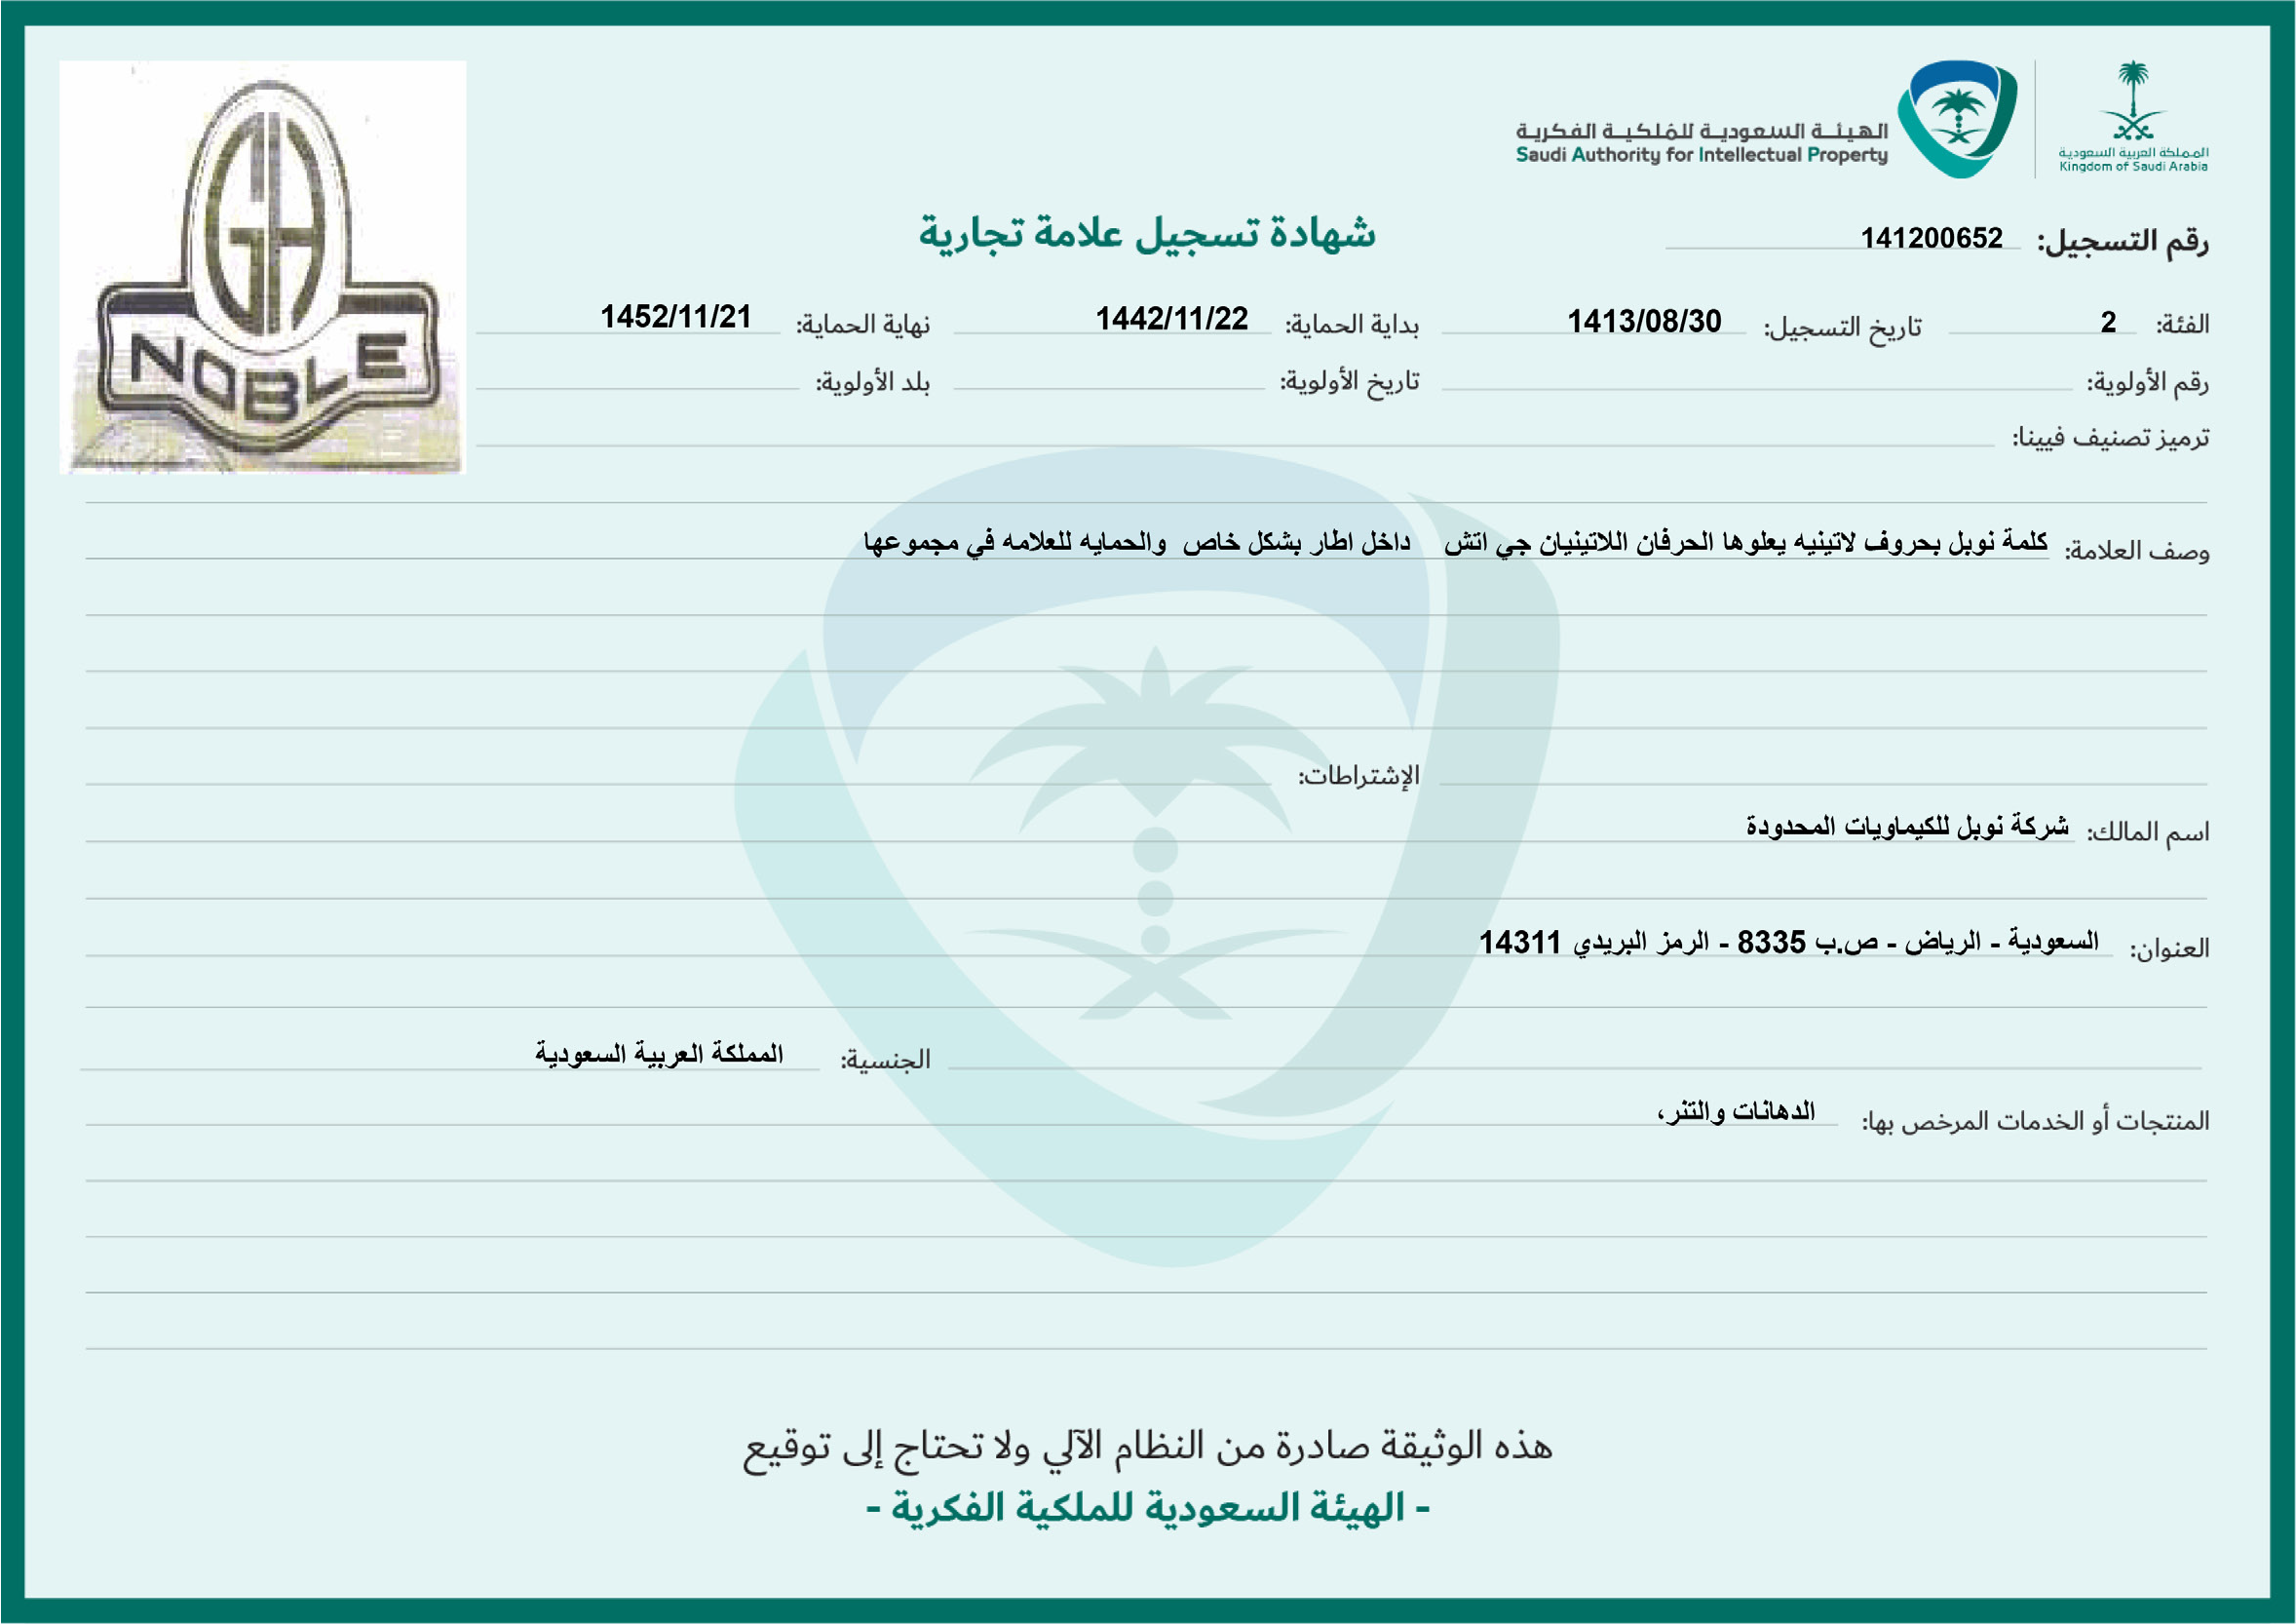 المملكة العربية السعودية
Kingdom of Saudi Arabia
الهيئة السعودية للملكية الفكرية
Saudi Authority for Intellectual Property
GH
NOBLE
شهادة تسجيل علامة تجارية
رقم التسجيل: 141200652
الفئة: 2 تاريخ التسجيل: 1413/08/30 بداية الحماية: 1442/11/22 نهاية الحماية: 1452/11/21
رقم الأولوية: تاريخ الأولوية: بلد الأولوية:
ترميز تصنيف فيينا:
وصف العلامة: كلمة نوبل بحروف لاتينيه يعلوها الحرفان اللاتينيان جي اتش داخل اطار بشكل خاص والحمايه للعلامه في مجموعها
الإشتراطات:
اسم المالك: شركة نوبل للكيماويات المحدودة
العنوان: السعودية - الرياض - ص.ب 8335 - الرمز البريدي 14311
الجنسية: المملكة العربية السعودية
المنتجات أو الخدمات المرخص بها: الدهانات والتنر،
هذه الوثيقة صادرة من النظام الآلي ولا تحتاج إلى توقيع
- الهيئة السعودية للملكية الفكرية -